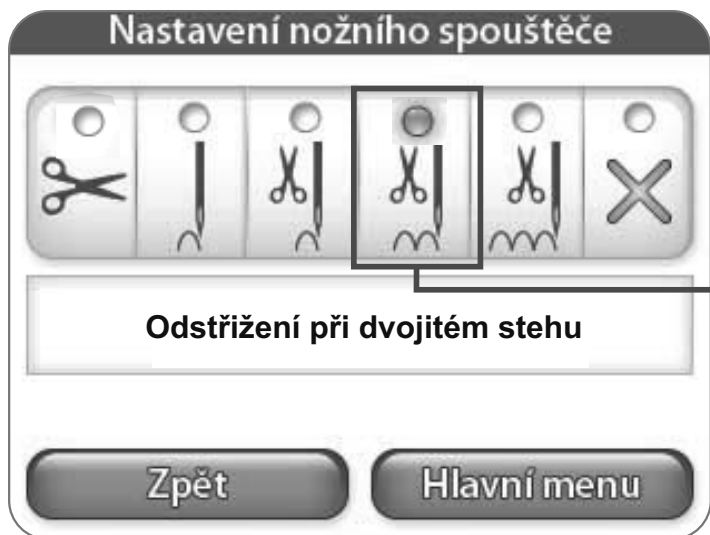 Nastavení nožního spouštěče
Odstřižení při dvojitém stehu
Zpět
Hlavní menu